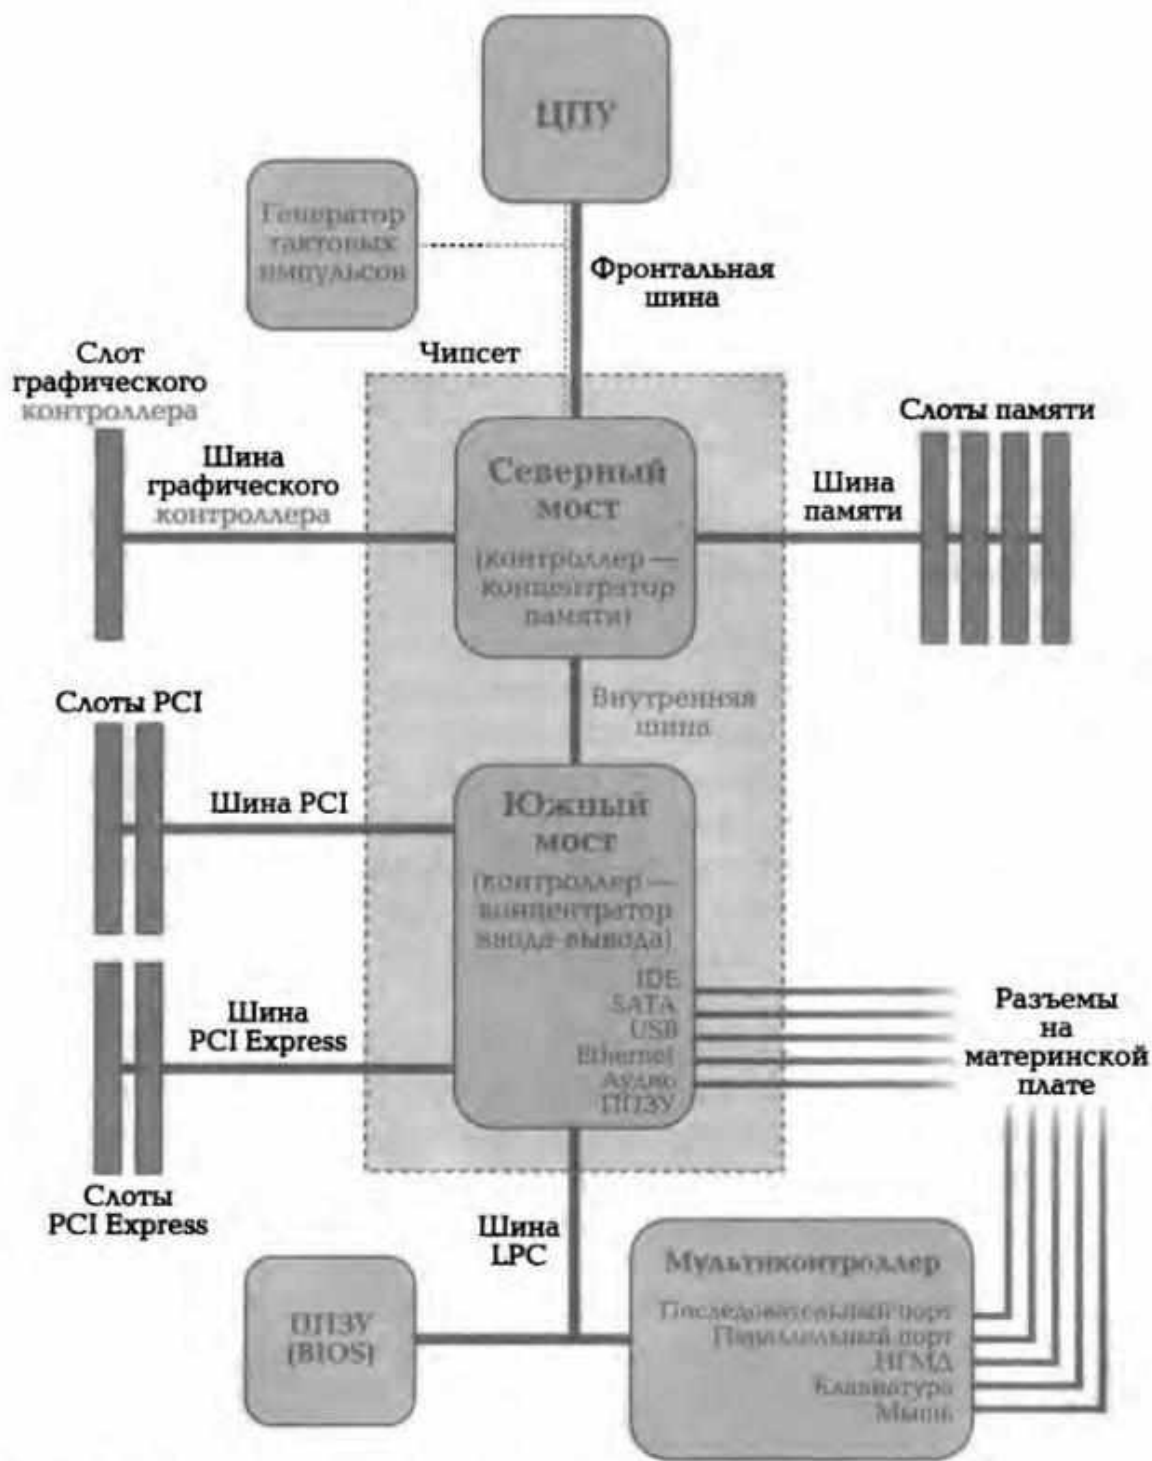 ЦПУ
Генератор
тактовых
импульсов
Фронтальная
шина
Чипсет
Слот
графического
контроллера
Слоты памяти
Шина
графического
контроллера
Северный
мост
(контроллер —
концентратор
памяти)
Шина
памяти
Внутренняя
шина
Слоты PCI
Шина PCI
Южный
мост
(контроллер —
концентратор
ввода-вывода)
IDE
SATA
USB
Ethernet
Аудио
ППЗУ
Шина
PCI Express
Разъемы
на
материнской
плате
Слоты
PCI Express
Шина
LPC
ППЗУ
(BIOS)
Мультиконтроллер
Последовательный порт
Параллельный порт
НГМД
Клавиатура
Мышь